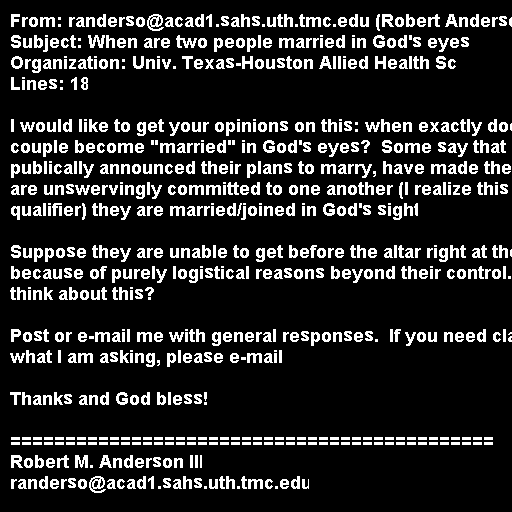 From: randerso@acad1.sahs.uth.tmc.edu (Robert Anders
Subject: When are two people married in God's eyes
Organization: Univ. Texas-Houston Allied Health Sc
Lines: 18
I would like to get your opinions on this: when exactly
couple become "married" in God's eyes?  Some say that
publically announced their plans to marry, have made the
are unswervingly committed to one another (I realize this
qualifier) they are married/joined in God's sight
Suppose they are unable to get before the altar right at
because of purely logistical reasons beyond their control.
think about this?
Post or e-mail me with general responses.  If you need
what I am asking, please e-mail
Thanks and God bless!
============================================
Robert M. Anderson III
randerso@acad1.sahs.uth.tmc.edu